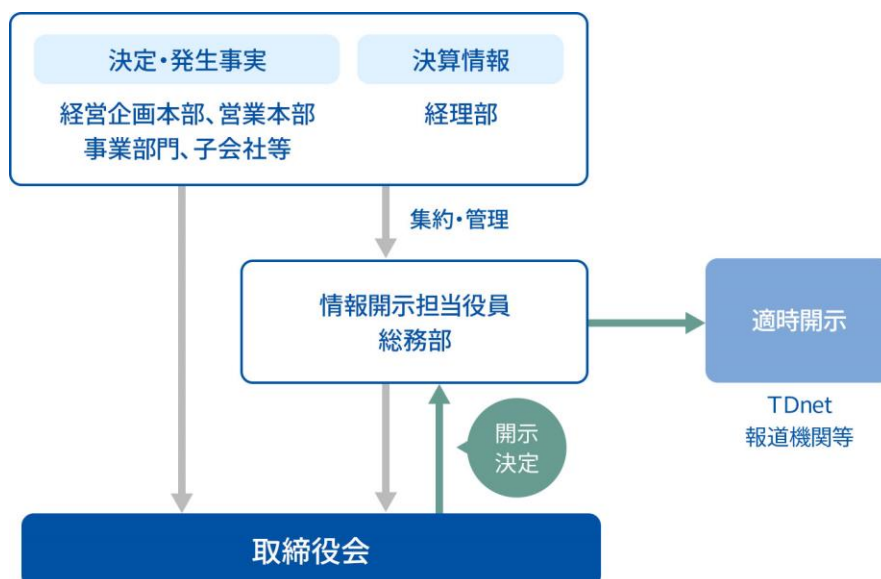 決定・発生事実
決算情報
経営企画本部、営業本部
事業部門、子会社等
経理部
集約・管理
情報開示担当役員
総務部
適時開示
TDnet
報道機関等
開示
決定
取締役会